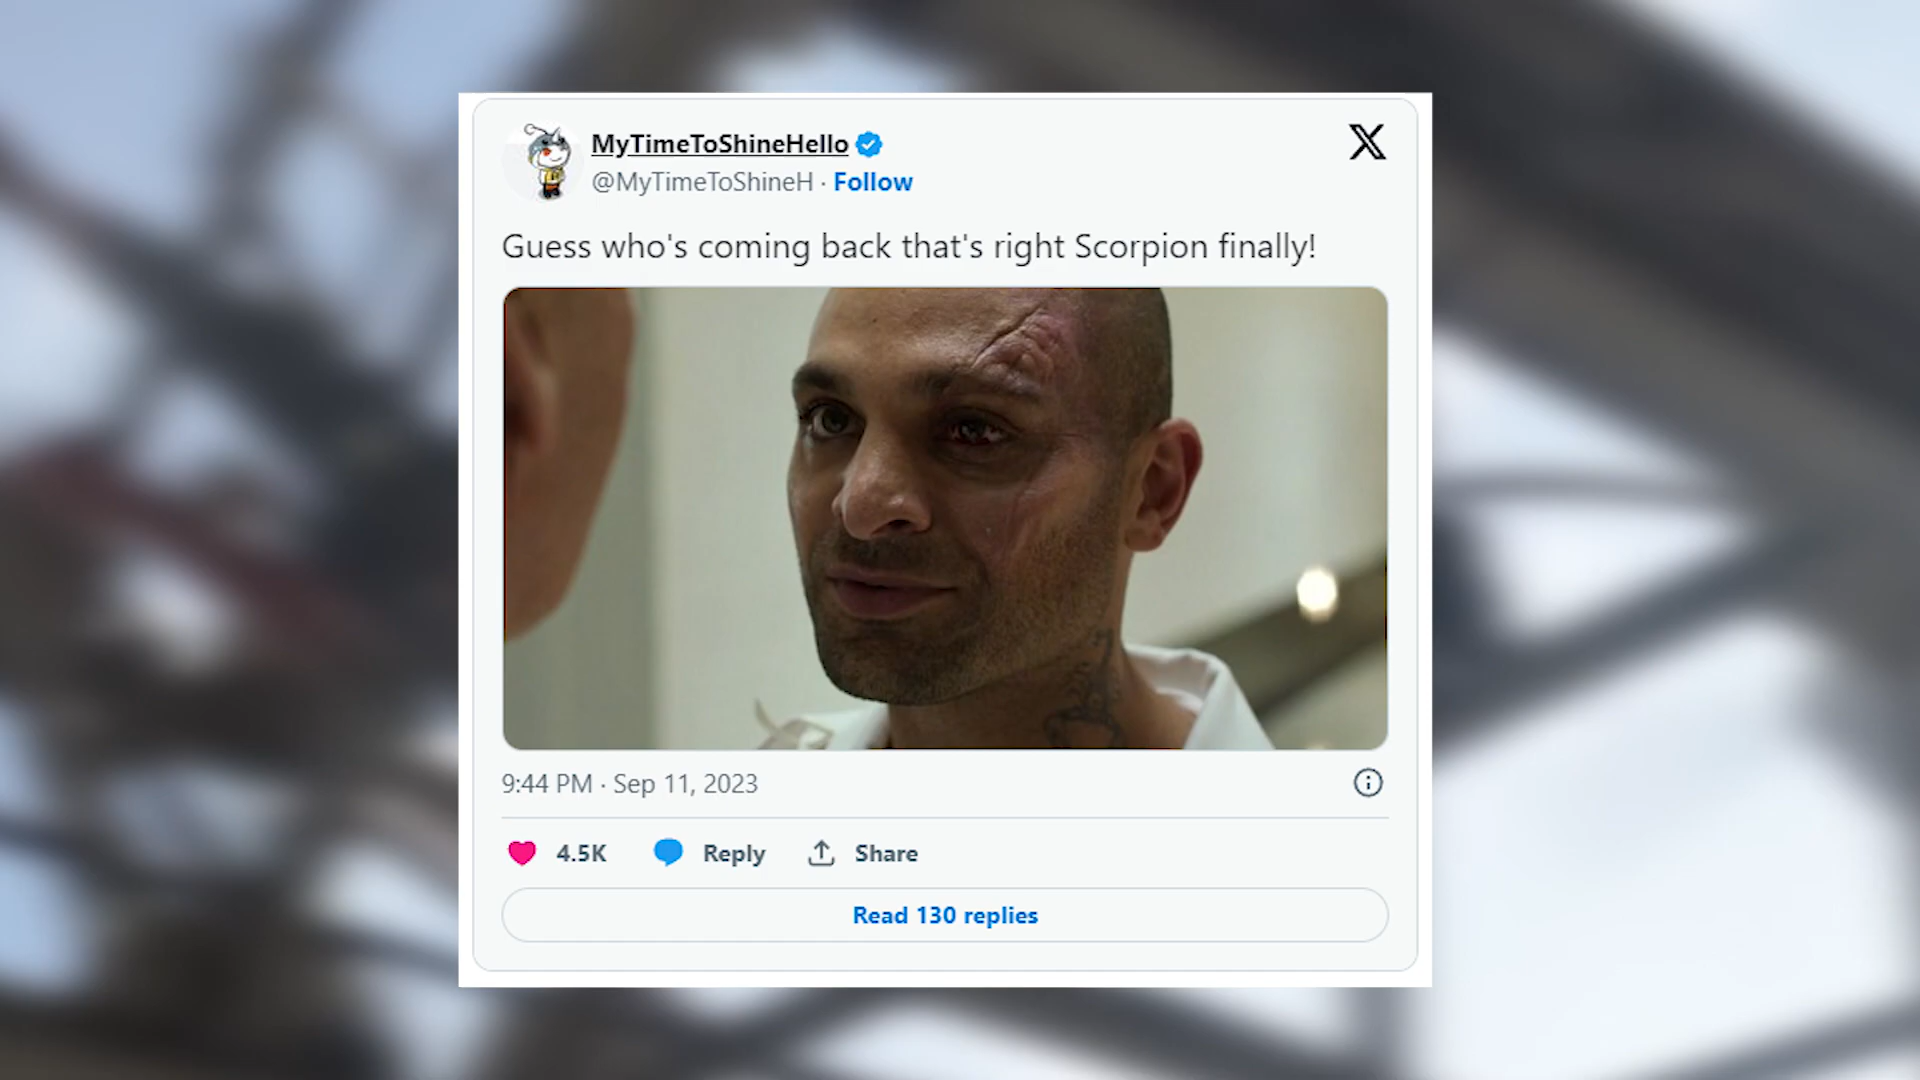 MyTimeToShineHello
@MyTimeToShineH · Follow
Guess who's coming back that's right Scorpion finally!
9:44 PM · Sep 11, 2023
4.5K Reply Share
Read 130 replies